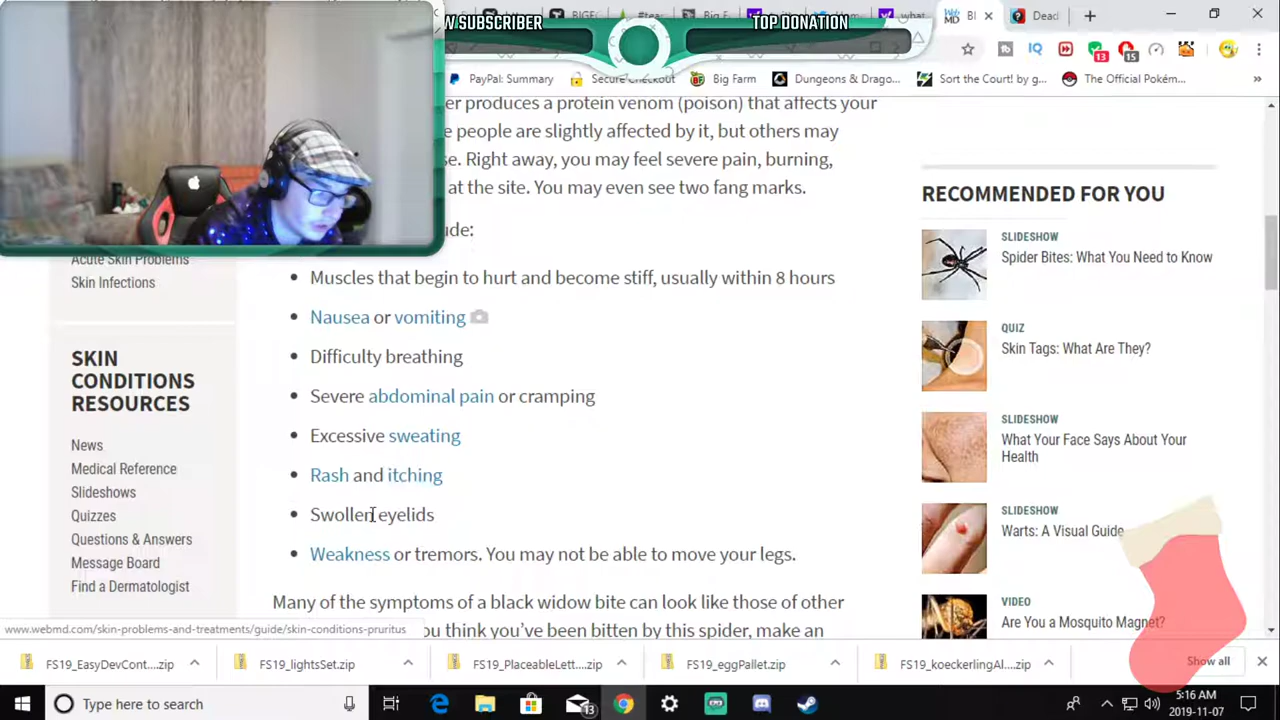 W SUBSCRIBER
TOP DONATION
Dead
PayPal: Summary
Secure Checkout
Big Farm
Dungeons & Drago...
Sort the Court! by g...
The Official Pokém...
»
13
15
er produces a protein venom (poison) that affects your
e people are slightly affected by it, but others may
se. Right away, you may feel severe pain, burning,
at the site. You may even see two fang marks.
ude:
• Muscles that begin to hurt and become stiff, usually within 8 hours
• Nausea or vomiting
• Difficulty breathing
• Severe abdominal pain or cramping
• Excessive sweating
• Rash and itching
• Swollen eyelids
• Weakness or tremors. You may not be able to move your legs.
Many of the symptoms of a black widow bite can look like those of other
you think you've been bitten by this spider, make an
Acute Skin Problems
Skin Infections
SKIN
CONDITIONS
RESOURCES
News
Medical Reference
Slideshows
Quizzes
Questions & Answers
Message Board
Find a Dermatologist
RECOMMENDED FOR YOU
SLIDESHOW
Spider Bites: What You Need to Know
QUIZ
Skin Tags: What Are They?
SLIDESHOW
What Your Face Says About Your
Health
SLIDESHOW
Warts: A Visual Guide
VIDEO
Are You a Mosquito Magnet?
www.webmd.com/skin-problems-and-treatments/guide/skin-conditions-pruritus
FS19_EasyDevCont....zip
FS19_lightsSet.zip
FS19_PlaceableLett....zip
FS19_eggPallet.zip
FS19_koeckerlingAl....zip
Show all
Type here to search
13
5:16 AM
2019-11-07